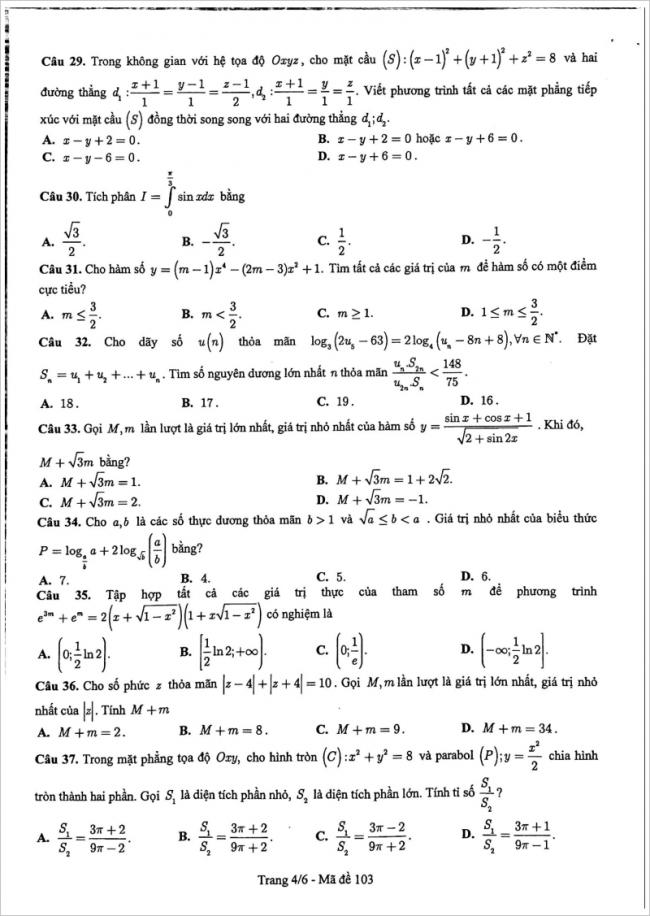 Câu 29. Trong không gian với hệ tọa độ Oxyz, cho mặt cầu (S): (x − 1)² + (y + 1)² + z² = 8 và hai
đường thẳng d₁: (x + 1)/1 = (y − 1)/1 = (z − 1)/2, d₂: (x + 1)/1 = y/1 = z/1. Viết phương trình tất cả các mặt phẳng tiếp
xúc với mặt cầu (S) đồng thời song song với hai đường thẳng d₁; d₂.
A. x − y + 2 = 0. B. x − y + 2 = 0 hoặc x − y + 6 = 0.
C. x − y − 6 = 0. D. x − y + 6 = 0.
Câu 30. Tích phân I = ∫₀^(π/3) sin xdx bằng
A. √3/2. B. −√3/2. C. 1/2. D. −1/2.
Câu 31. Cho hàm số y = (m − 1)x⁴ − (2m − 3)x² + 1. Tìm tất cả các giá trị của m để hàm số có một điểm
cực tiểu?
A. m ≤ 3/2. B. m < 3/2. C. m ≥ 1. D. 1 ≤ m ≤ 3/2.
Câu 32. Cho dãy số u(n) thỏa mãn log₃(2u₅ − 63) = 2log₄(uₙ − 8n + 8), ∀n ∈ ℕ*. Đặt
Sₙ = u₁ + u₂ + ... + uₙ. Tìm số nguyên dương lớn nhất n thỏa mãn (uₙ.S₂ₙ)/(u₂ₙ.Sₙ) < 148/75.
A. 18. B. 17. C. 19. D. 16.
Câu 33. Gọi M, m lần lượt là giá trị lớn nhất, giá trị nhỏ nhất của hàm số y = (sin x + cos x + 1)/√(2 + sin 2x). Khi đó,
M + √3m bằng?
A. M + √3m = 1. B. M + √3m = 1 + 2√2.
C. M + √3m = 2. D. M + √3m = −1.
Câu 34. Cho a, b là các số thực dương thỏa mãn b > 1 và √a ≤ b < a . Giá trị nhỏ nhất của biểu thức
P = log_(a/b) a + 2log_(√b) (a/b) bằng?
A. 7. B. 4. C. 5. D. 6.
Câu 35. Tập hợp tất cả các giá trị thực của tham số m để phương trình
e³ᵐ + eᵐ = 2(x + √(1 − x²))(1 + x√(1 − x²)) có nghiệm là
A. (0; 1/2 ln 2). B. [1/2 ln 2; +∞). C. (0; 1/e). D. (−∞; 1/2 ln 2].
Câu 36. Cho số phức z thỏa mãn |z − 4| + |z + 4| = 10. Gọi M, m lần lượt là giá trị lớn nhất, giá trị nhỏ
nhất của |z|. Tính M + m
A. M + m = 2. B. M + m = 8. C. M + m = 9. D. M + m = 34.
Câu 37. Trong mặt phẳng tọa độ Oxy, cho hình tròn (C): x² + y² = 8 và parabol (P); y = x²/2 chia hình
tròn thành hai phần. Gọi S₁ là diện tích phần nhỏ, S₂ là diện tích phần lớn. Tính tỉ số S₁/S₂?
A. S₁/S₂ = (3π + 2)/(9π − 2). B. S₁/S₂ = (3π + 2)/(9π + 2). C. S₁/S₂ = (3π − 2)/(9π + 2). D. S₁/S₂ = (3π + 1)/(9π − 1).
Trang 4/6 - Mã đề 103